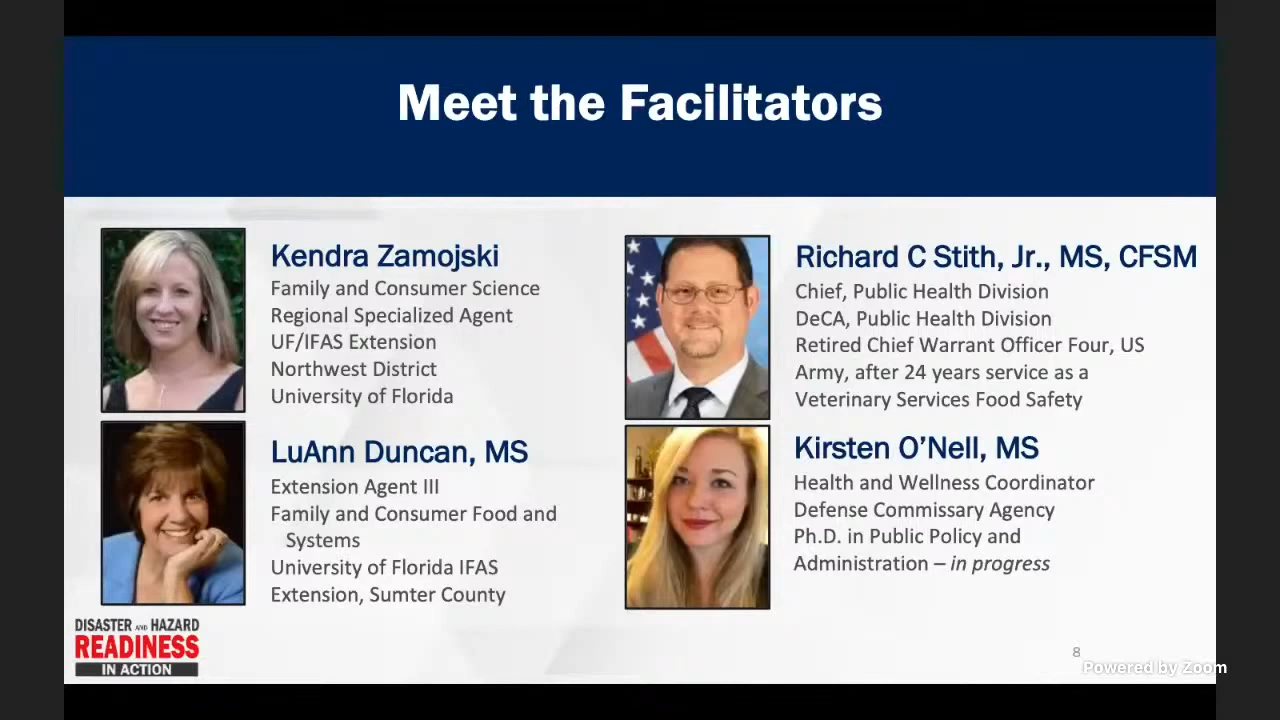 Meet the Facilitators
Kendra Zamojski
Family and Consumer Science
Regional Specialized Agent
UF/IFAS Extension
Northwest District
University of Florida
LuAnn Duncan, MS
Extension Agent III
Family and Consumer Food and
Systems
University of Florida IFAS
Extension, Sumter County
Richard C Stith, Jr., MS, CFSM
Chief, Public Health Division
DeCA, Public Health Division
Retired Chief Warrant Officer Four, US
Army, after 24 years service as a
Veterinary Services Food Safety
Kirsten O’Nell, MS
Health and Wellness Coordinator
Defense Commissary Agency
Ph.D. in Public Policy and
Administration – in progress
DISASTER AND HAZARD
READINESS
IN ACTION
8
Powered by Zoom